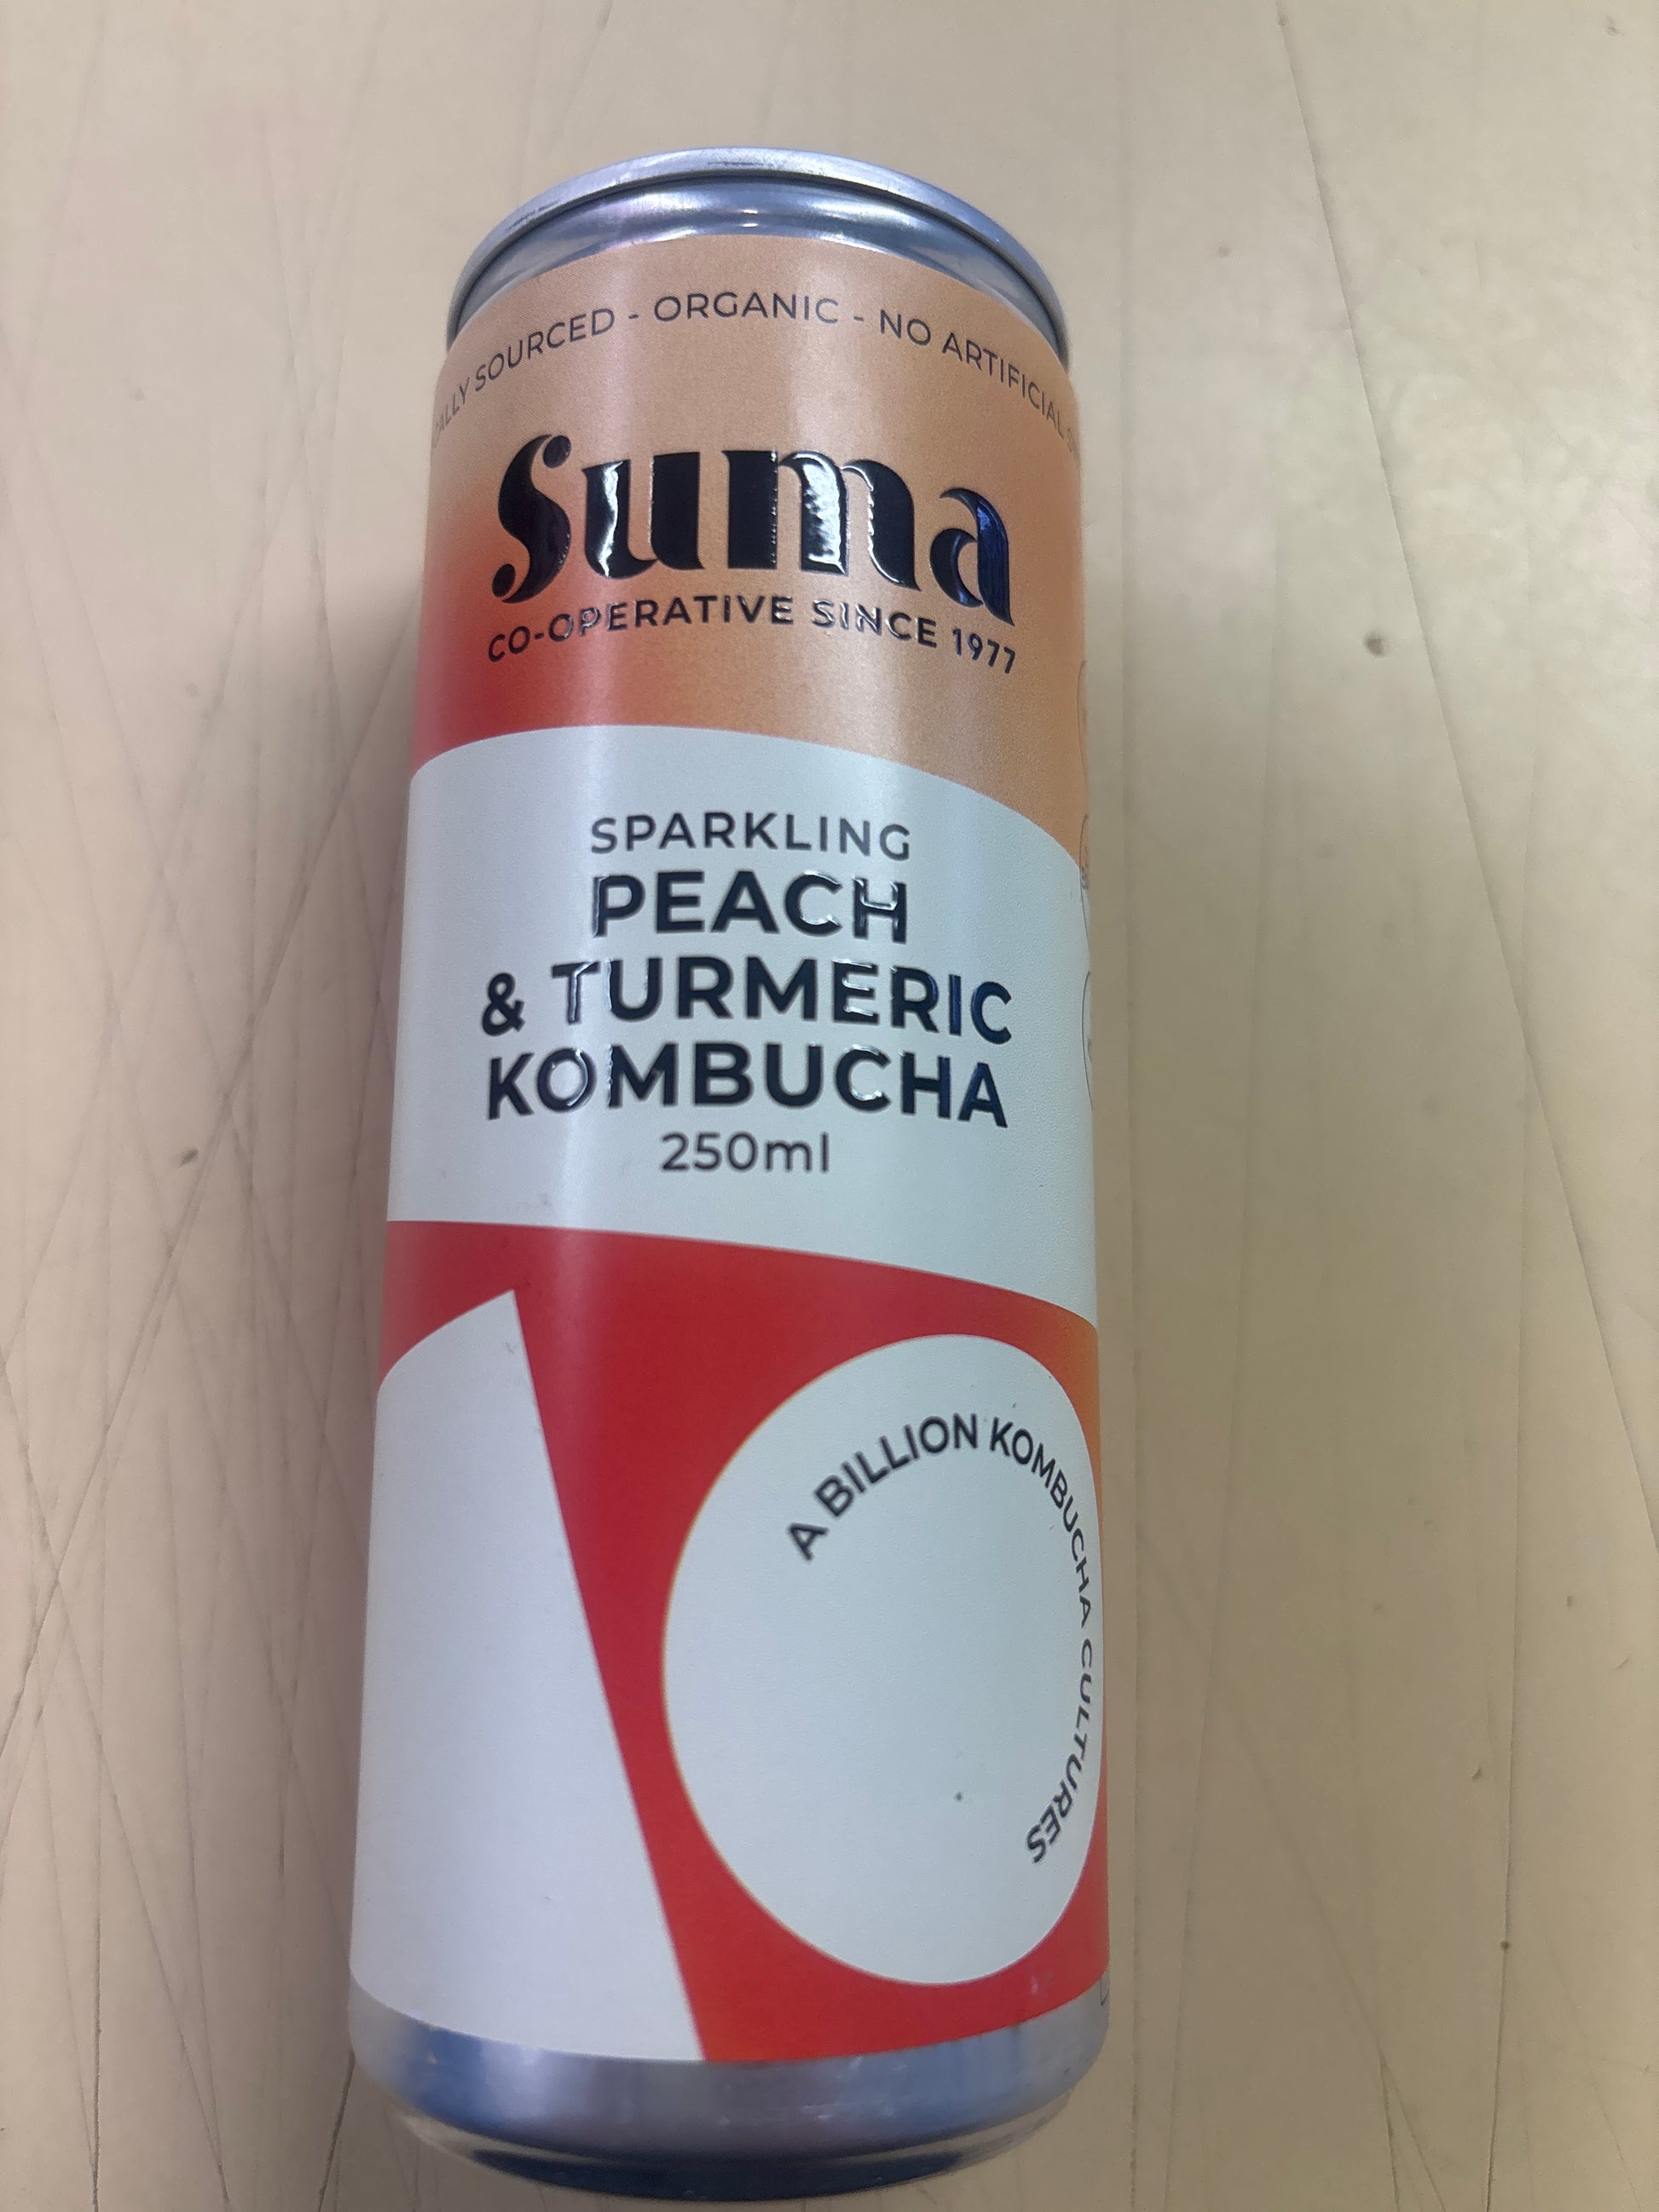 SOURCED - ORGANIC - NO ARTIFICIAL
Suma
CO-OPERATIVE SINCE 1977
SPARKLING
PEACH
& TURMERIC
KOMBUCHA
250ml
A BILLION KOMBUCHA CULTURES